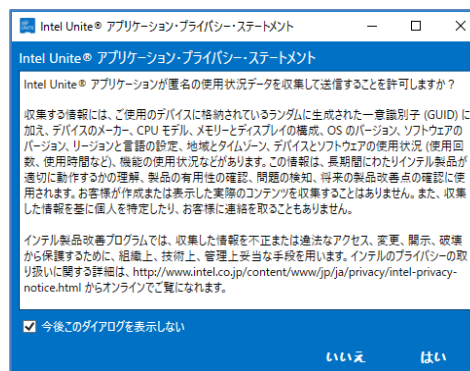 Intel Unite® アプリケーション・プライバシー・ステートメント
Intel Unite® アプリケーション・プライバシー・ステートメント
Intel Unite® アプリケーションが匿名の使用状況データを収集して送信することを許可しますか?
収集する情報には、ご使用のデバイスに格納されているランダムに生成された一意識別子 (GUID) に
加え、デバイスのメーカー、CPU モデル、メモリーとディスプレイの構成、OS のバージョン、ソフトウェアの
バージョン、リージョンと言語の設定、地域とタイムゾーン、デバイスとソフトウェアの使用状況 (使用回
数、使用時間など)、機能の使用状況などがあります。この情報は、長期間にわたりインテル製品が
適切に動作するかの理解、製品の有用性の確認、問題の検知、将来の製品改善点の確認に使
用されます。お客様が作成または表示した実際のコンテンツを収集することはありません。また、収集
した情報を基に個人を特定したり、お客様に連絡を取ることもありません。
インテル製品改善プログラムでは、収集した情報を不正または違法なアクセス、変更、開示、破壊
から保護するために、組織上、技術上、管理上妥当な手段を用います。インテルのプライバシーの取
り扱いに関する詳細は、http://www.intel.co.jp/content/www/jp/ja/privacy/intel-privacy-
notice.html からオンラインでご覧になれます。
今後このダイアログを表示しない
いいえ はい